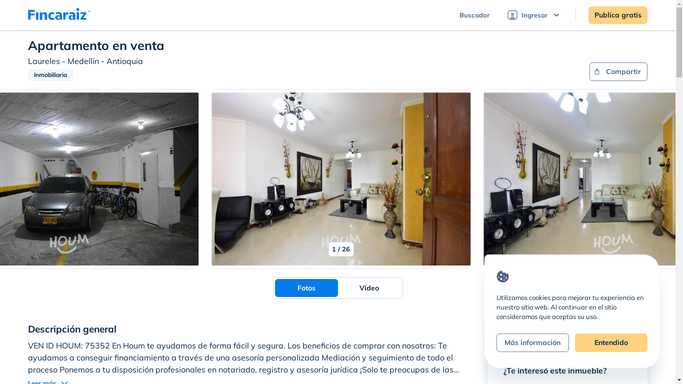 Fincaraiz
Buscador
Ingresar
Publica gratis
Apartamento en venta
Laureles - Medellín - Antioquia
Inmobiliaria
Compartir
HOUM
HOUM
HOUM
1 / 26
Fotos
Video
Utilizamos cookies para mejorar tu experiencia en
nuestro sitio web. Al continuar en el sitio
consideramos que aceptas su uso.
Más información
Entendido
Descripción general
VEN ID HOUM: 75352 En Houm te ayudamos de forma fácil y segura. Los beneficios de comprar con nosotros: Te
ayudamos a conseguir financiamiento a través de una asesoría personalizada Mediación y seguimiento de todo el
proceso Ponemos a tu disposición profesionales en notariado, registro y asesoría jurídica ¡Solo te preocupas de las...
Leer más
¿Te interesó este inmueble?